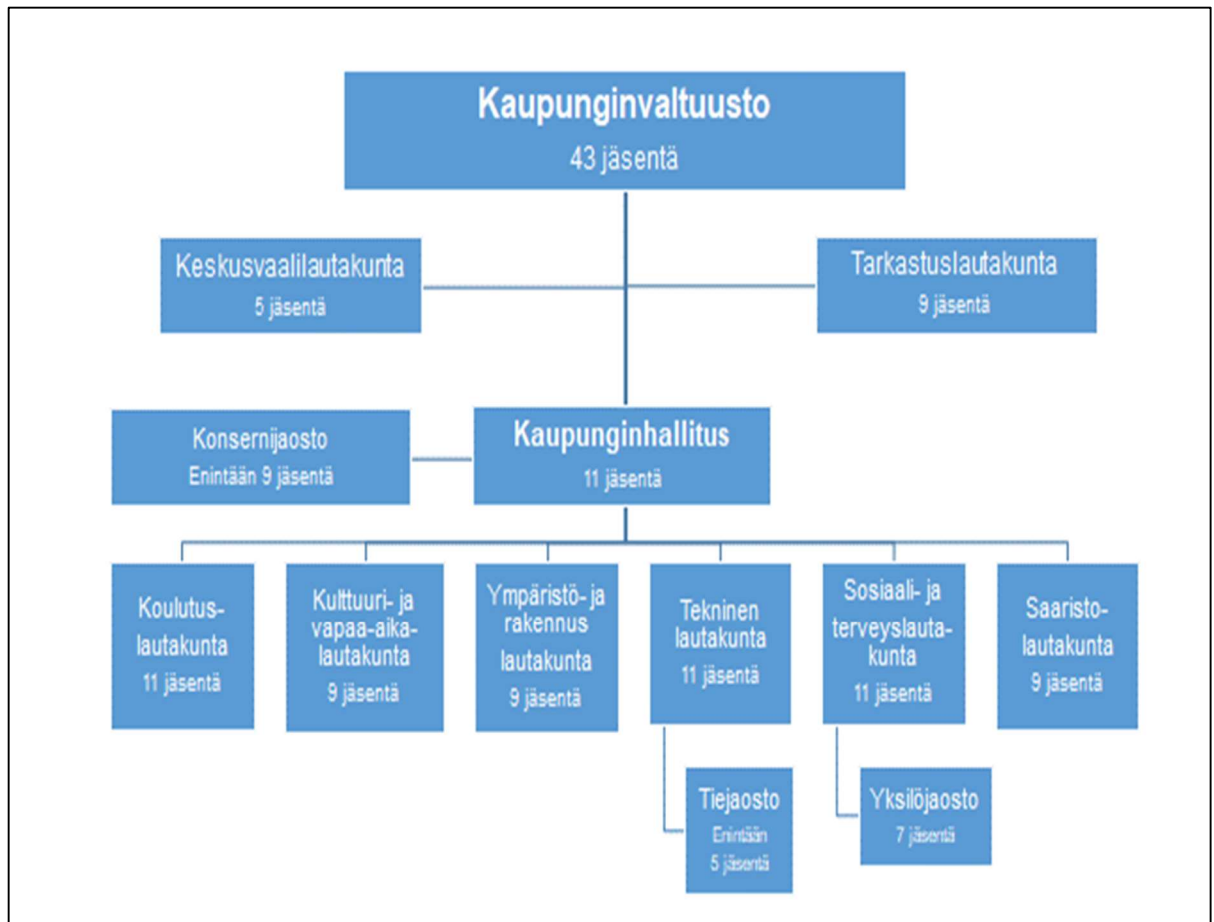 Kaupunginvaltuusto
43 jäsentä
Keskusvaalilautakunta
5 jäsentä
Tarkastuslautakunta
9 jäsentä
Konsernijaosto
Enintään 9 jäsentä
Kaupunginhallitus
11 jäsentä
Koulutus-
lautakunta
11 jäsentä
Kulttuuri- ja
vapaa-aika-
lautakunta
9 jäsentä
Ympäristö- ja
rakennus
lautakunta
9 jäsentä
Tekninen
lautakunta
11 jäsentä
Sosiaali- ja
terveyslauta-
kunta
11 jäsentä
Saaristo-
lautakunta
9 jäsentä
Tiejaosto
Enintään
5 jäsentä
Yksilöjaosto
7 jäsentä